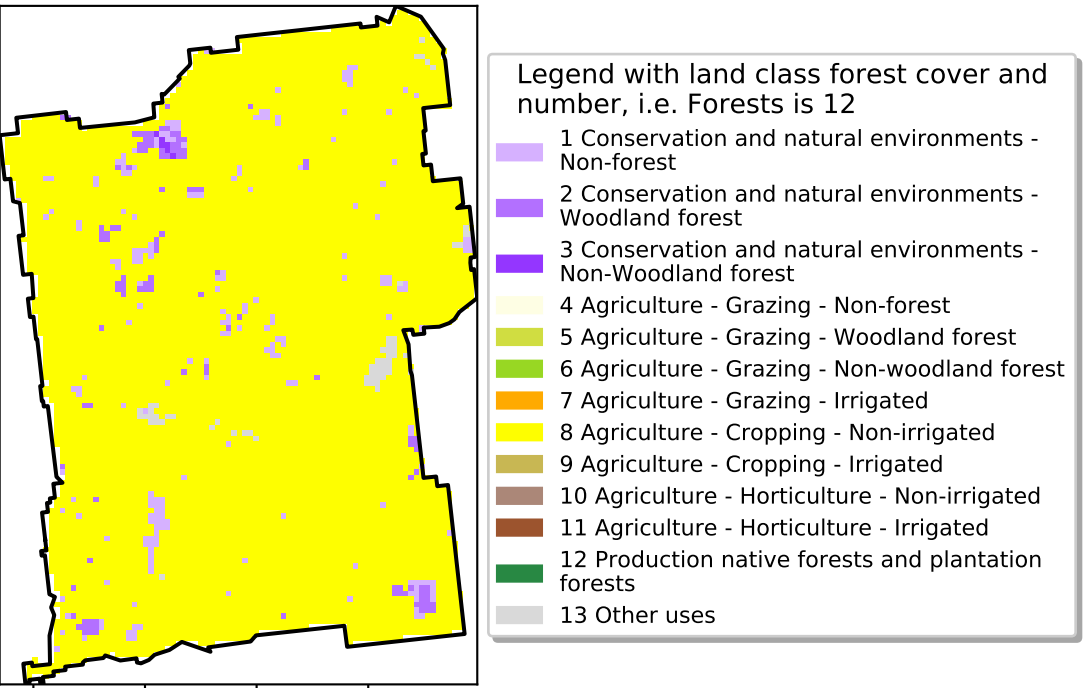 Legend with land class forest cover and
number, i.e. Forests is 12
1 Conservation and natural environments -
Non-forest
2 Conservation and natural environments -
Woodland forest
3 Conservation and natural environments -
Non-Woodland forest
4 Agriculture - Grazing - Non-forest
5 Agriculture - Grazing - Woodland forest
6 Agriculture - Grazing - Non-woodland forest
7 Agriculture - Grazing - Irrigated
8 Agriculture - Cropping - Non-irrigated
9 Agriculture - Cropping - Irrigated
10 Agriculture - Horticulture - Non-irrigated
11 Agriculture - Horticulture - Irrigated
12 Production native forests and plantation
forests
13 Other uses